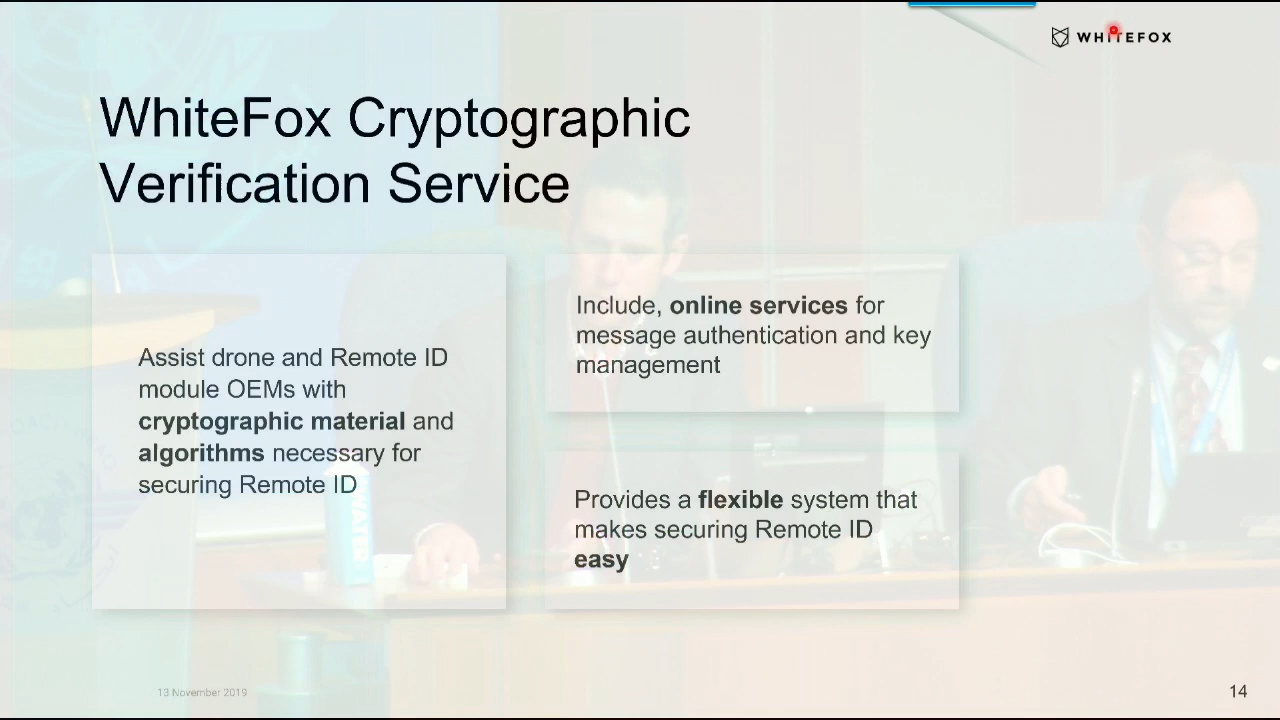 WHITEFOX
WhiteFox Cryptographic
Verification Service
Assist drone and Remote ID
module OEMs with
cryptographic material and
algorithms necessary for
securing Remote ID
Include, online services for
message authentication and key
management
Provides a flexible system that
makes securing Remote ID
easy
WATER
13 November 2019
14